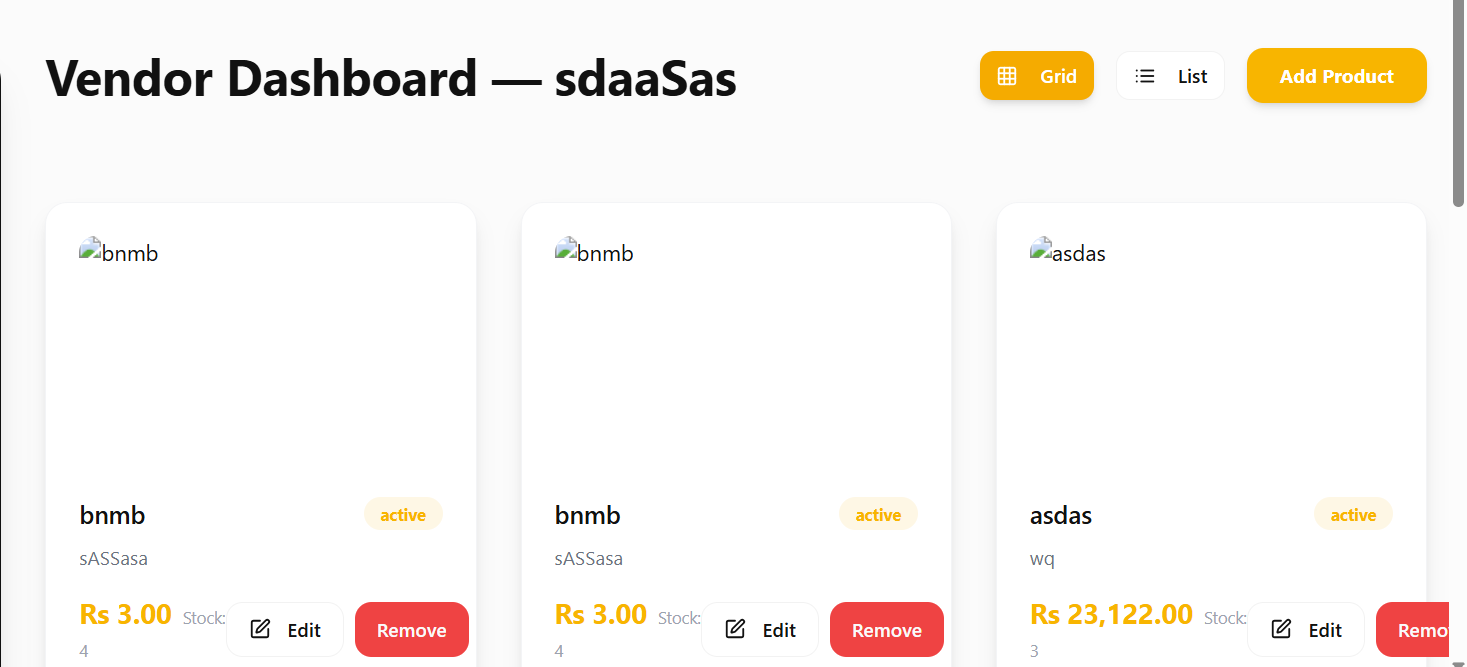 Vendor Dashboard — sdaaSas
Grid
List
Add Product
bnmb
bnmb
asdas
bnmb
active
bnmb
active
asdas
active
sASSasa
sASSasa
wq
Rs 3.00 Stock:
4
Edit
Remove
Rs 3.00 Stock:
4
Edit
Remove
Rs 23,122.00 Stock:
3
Edit
Remo